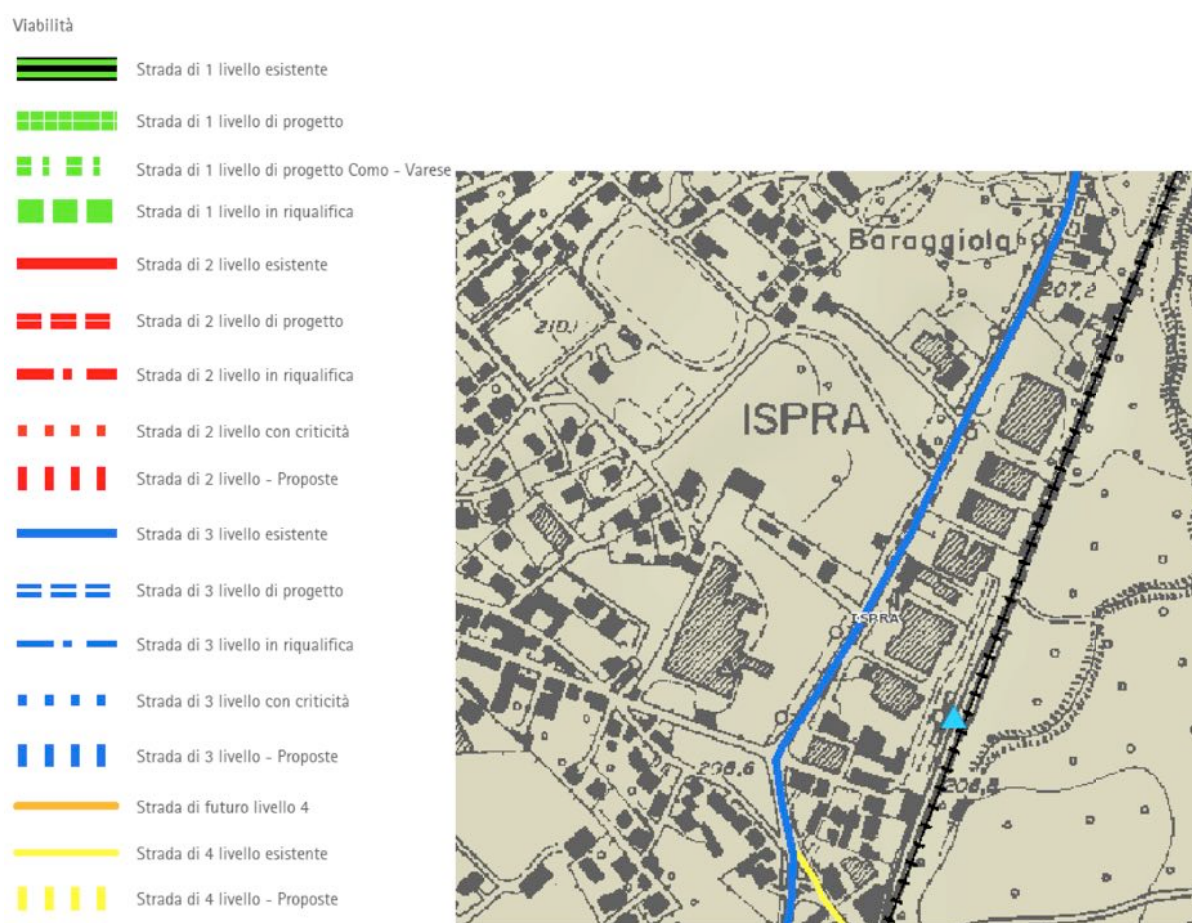 Viabilità
Strada di 1 livello esistente
Strada di 1 livello di progetto
Strada di 1 livello di progetto Como - Varese
Strada di 1 livello in riqualifica
Strada di 2 livello esistente
Strada di 2 livello di progetto
Strada di 2 livello in riqualifica
Strada di 2 livello con criticità
Strada di 2 livello - Proposte
Strada di 3 livello esistente
Strada di 3 livello di progetto
Strada di 3 livello in riqualifica
Strada di 3 livello con criticità
Strada di 3 livello - Proposte
Strada di futuro livello 4
Strada di 4 livello esistente
Strada di 4 livello - Proposte
Baraggiola
207,2
210,1
ISPRA
ISPRA
208,6